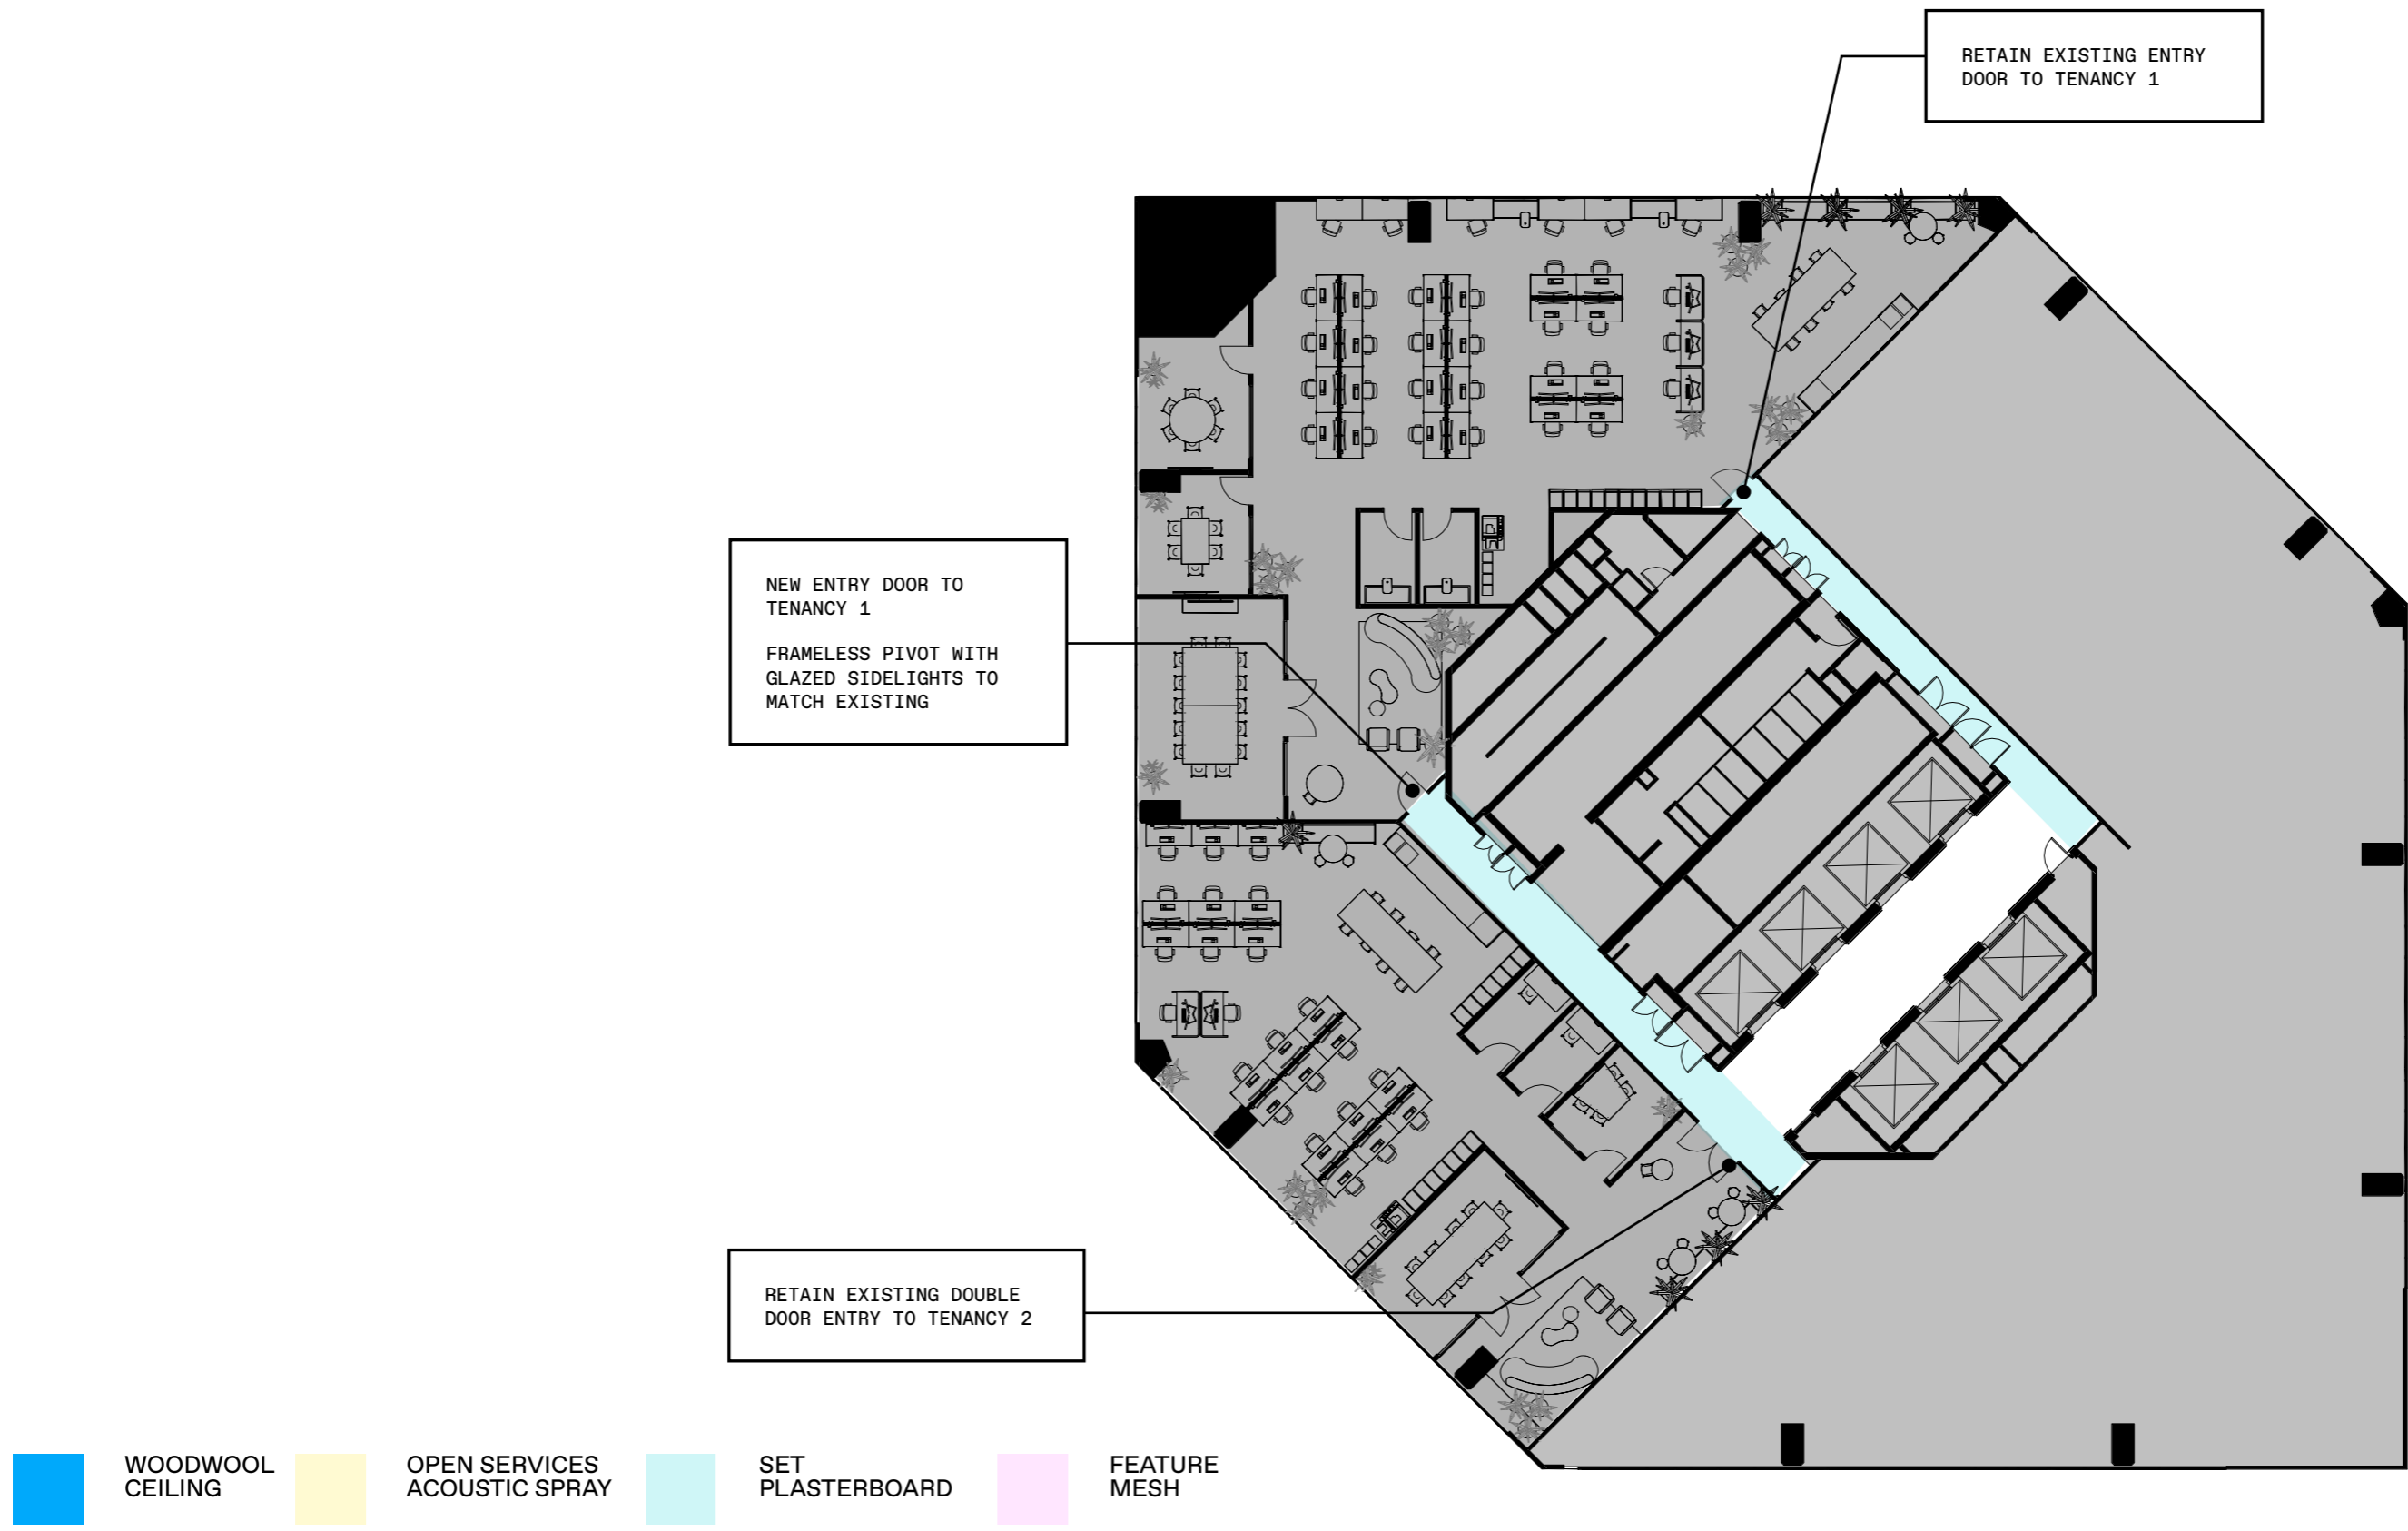 RETAIN EXISTING ENTRY
DOOR TO TENANCY 1
NEW ENTRY DOOR TO
TENANCY 1
FRAMELESS PIVOT WITH
GLAZED SIDELIGHTS TO
MATCH EXISTING
RETAIN EXISTING DOUBLE
DOOR ENTRY TO TENANCY 2
WOODWOOL
CEILING
OPEN SERVICES
ACOUSTIC SPRAY
SET
PLASTERBOARD
FEATURE
MESH